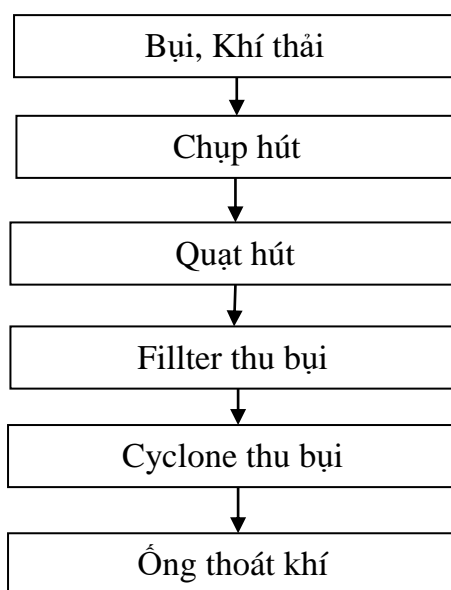 Bụi, Khí thải
Chụp hút
Quạt hút
Fillter thu bụi
Cyclone thu bụi
Ống thoát khí